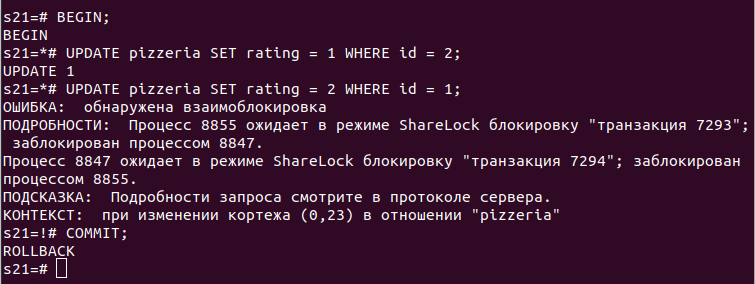 s21=# BEGIN;
BEGIN
s21=*# UPDATE pizzeria SET rating = 1 WHERE id = 2;
UPDATE 1
s21=*# UPDATE pizzeria SET rating = 2 WHERE id = 1;
ОШИБКА:  обнаружена взаимоблокировка
ПОДРОБНОСТИ:  Процесс 8855 ожидает в режиме ShareLock блокировку "транзакция 7293";
 заблокирован процессом 8847.
Процесс 8847 ожидает в режиме ShareLock блокировку "транзакция 7294"; заблокирован
процессом 8855.
ПОДСКАЗКА:  Подробности запроса смотрите в протоколе сервера.
КОНТЕКСТ:  при изменении кортежа (0,23) в отношении "pizzeria"
s21=!# COMMIT;
ROLLBACK
s21=#